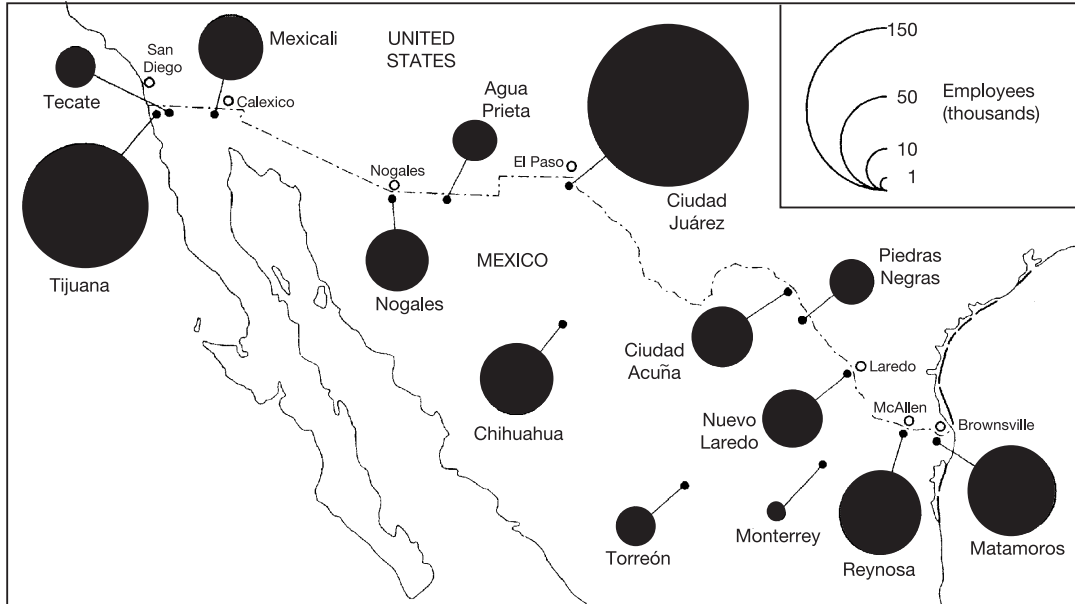 Mexicali
UNITED
STATES
San
Diego
Tecate
Calexico
Agua
Prieta
150
50
10
1
Employees
(thousands)
El Paso
Nogales
Ciudad
Juárez
Tijuana
Nogales
MEXICO
Piedras
Negras
Ciudad
Acuña
Laredo
Chihuahua
Nuevo
Laredo
McAllen
Brownsville
Torreón
Monterrey
Reynosa
Matamoros